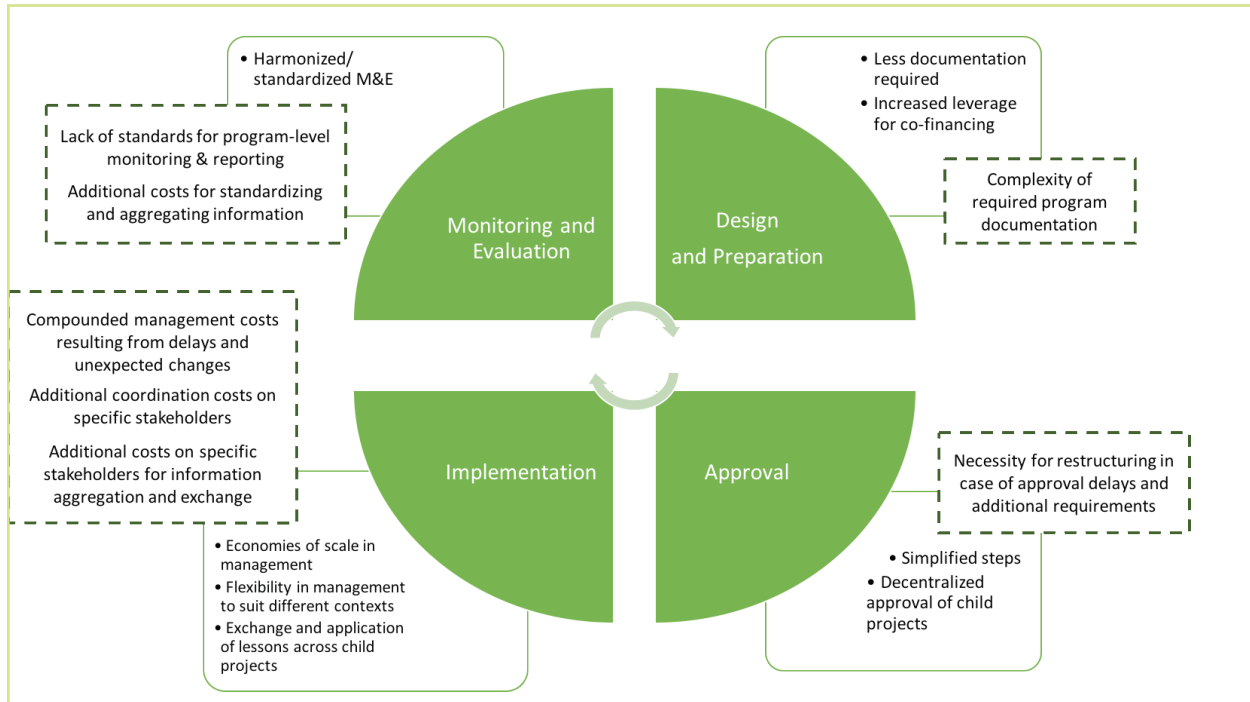 • Harmonized/
standardized M&E
Lack of standards for program-level
monitoring & reporting
Additional costs for standardizing
and aggregating information
Monitoring and
Evaluation
• Less documentation
required
• Increased leverage
for co-financing
Complexity of
required program
documentation
Design
and Preparation
Compounded management costs
resulting from delays and
unexpected changes
Additional coordination costs on
specific stakeholders
Additional costs on specific
stakeholders for information
aggregation and exchange
Implementation
• Economies of scale in
management
• Flexibility in management
to suit different contexts
• Exchange and application
of lessons across child
projects
Approval
Necessity for restructuring in
case of approval delays and
additional requirements
• Simplified steps
• Decentralized
approval of child
projects